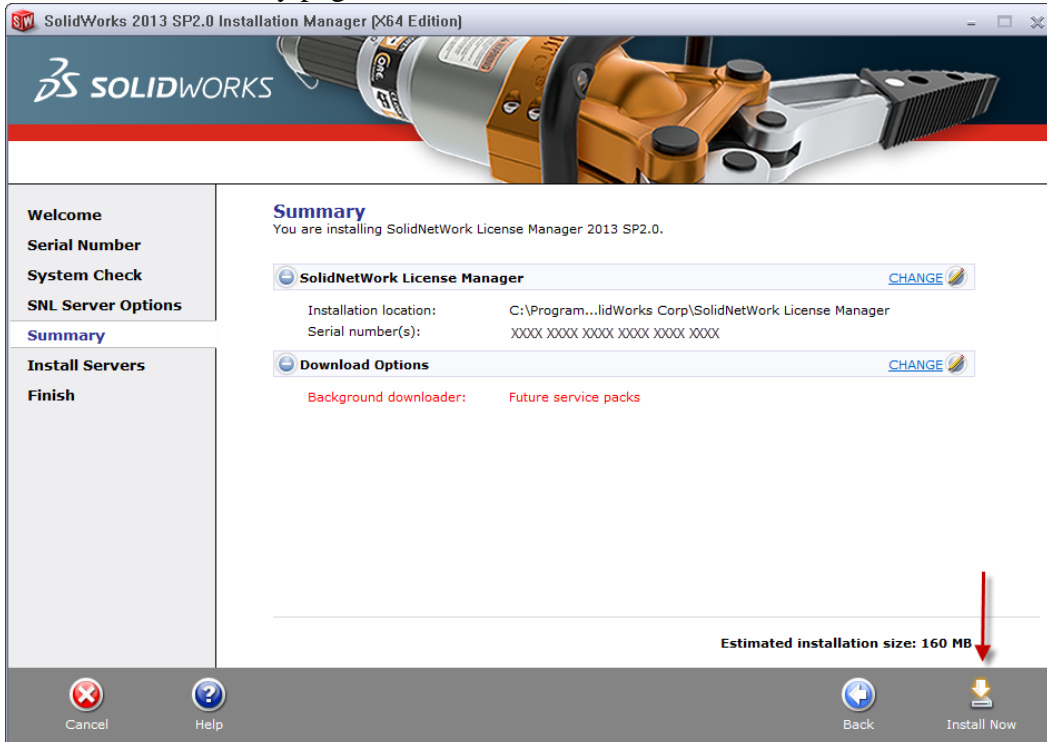 SolidWorks 2013 SP2.0 Installation Manager (X64 Edition)
SOLIDWORKS
Welcome
Serial Number
System Check
SNL Server Options
Summary
Install Servers
Finish
Summary
You are installing SolidNetWork License Manager 2013 SP2.0.
SolidNetWork License Manager CHANGE
Installation location: C:\Program...lidWorks Corp\SolidNetWork License Manager
Serial number(s): XXXX XXXX XXXX XXXX XXXX XXXX
Download Options CHANGE
Background downloader: Future service packs
Estimated installation size: 160 MB
Cancel Help Back Install Now